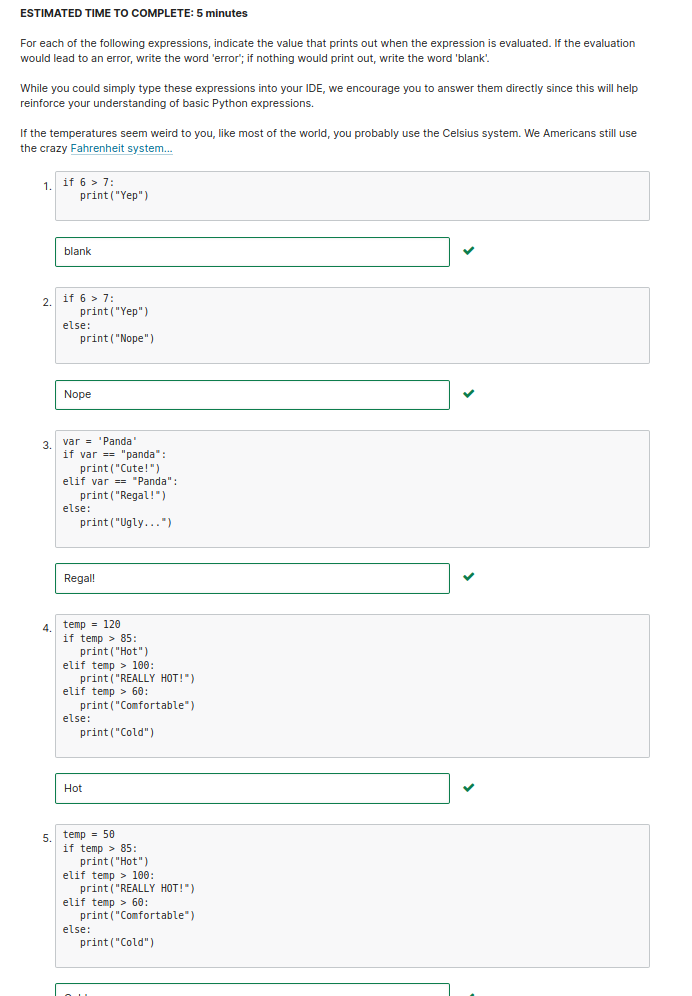 ESTIMATED TIME TO COMPLETE: 5 minutes
For each of the following expressions, indicate the value that prints out when the expression is evaluated. If the evaluation
would lead to an error, write the word 'error'; if nothing would print out, write the word 'blank'.
While you could simply type these expressions into your IDE, we encourage you to answer them directly since this will help
reinforce your understanding of basic Python expressions.
If the temperatures seem weird to you, like most of the world, you probably use the Celsius system. We Americans still use
the crazy Fahrenheit system...
1. if 6 > 7:
   print("Yep")
blank
2. if 6 > 7:
   print("Yep")
else:
   print("Nope")
Nope
3. var = 'Panda'
if var == "panda":
   print("Cute!")
elif var == "Panda":
   print("Regal!")
else:
   print("Ugly...")
Regal!
4. temp = 120
if temp > 85:
   print("Hot")
elif temp > 100:
   print("REALLY HOT!")
elif temp > 60:
   print("Comfortable")
else:
   print("Cold")
Hot
5. temp = 50
if temp > 85:
   print("Hot")
elif temp > 100:
   print("REALLY HOT!")
elif temp > 60:
   print("Comfortable")
else:
   print("Cold")